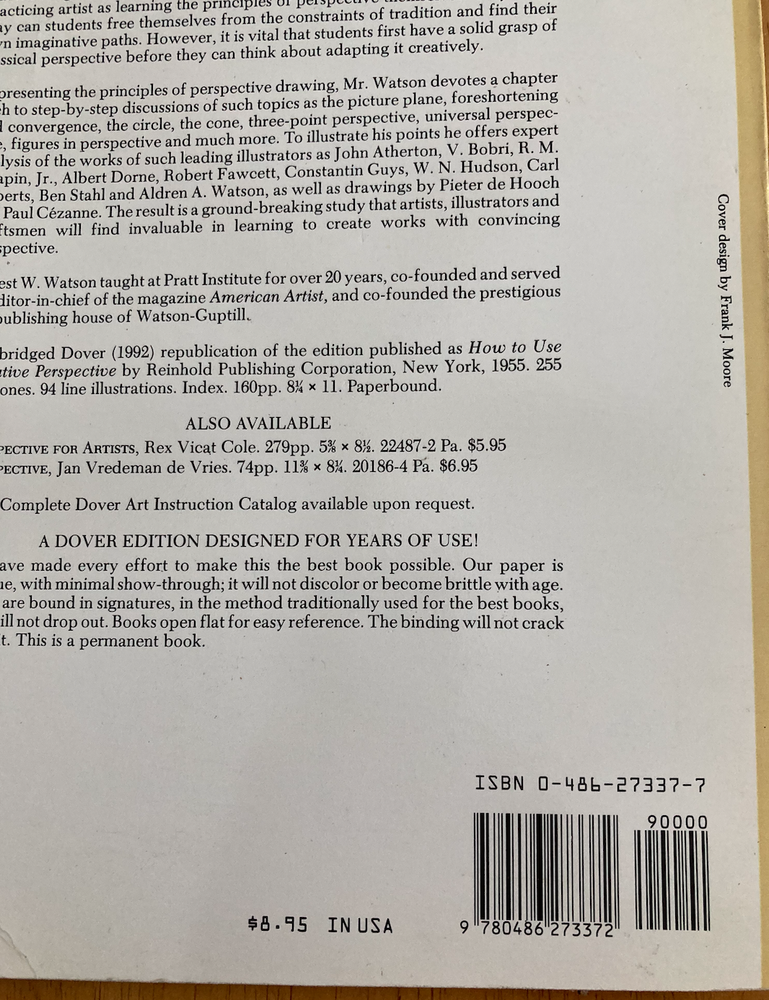 acticing artist as learning the principles of perspective
ay can students free themselves from the constraints of tradition and find their
n imaginative paths. However, it is vital that students first have a solid grasp of
ssical perspective before they can think about adapting it creatively.
presenting the principles of perspective drawing, Mr. Watson devotes a chapter
h to step-by-step discussions of such topics as the picture plane, foreshortening
convergence, the circle, the cone, three-point perspective, universal perspec-
, figures in perspective and much more. To illustrate his points he offers expert
lysis of the works of such leading illustrators as John Atherton, V. Bobri, R. M.
apin, Jr., Albert Dorne, Robert Fawcett, Constantin Guys, W. N. Hudson, Carl
berts, Ben Stahl and Aldren A. Watson, as well as drawings by Pieter de Hooch
Paul Cézanne. The result is a ground-breaking study that artists, illustrators and
ftsmen will find invaluable in learning to create works with convincing
spective.
est W. Watson taught at Pratt Institute for over 20 years, co-founded and served
ditor-in-chief of the magazine American Artist, and co-founded the prestigious
publishing house of Watson-Guptill.
bridged Dover (1992) republication of the edition published as How to Use
tive Perspective by Reinhold Publishing Corporation, New York, 1955. 255
ones. 94 line illustrations. Index. 160pp. 8¼ × 11. Paperbound.
ALSO AVAILABLE
PECTIVE FOR ARTISTS, Rex Vicat Cole. 279pp. 5⅜ × 8½. 22487-2 Pa. $5.95
PECTIVE, Jan Vredeman de Vries. 74pp. 11⅜ × 8¼. 20186-4 Pa. $6.95
Complete Dover Art Instruction Catalog available upon request.
A DOVER EDITION DESIGNED FOR YEARS OF USE!
ave made every effort to make this the best book possible. Our paper is
ue, with minimal show-through; it will not discolor or become brittle with age.
are bound in signatures, in the method traditionally used for the best books,
ill not drop out. Books open flat for easy reference. The binding will not crack
t. This is a permanent book.
Cover design by Frank J. Moore
ISBN 0-486-27337-7
90000
9 780486 273372
$8.95 IN USA